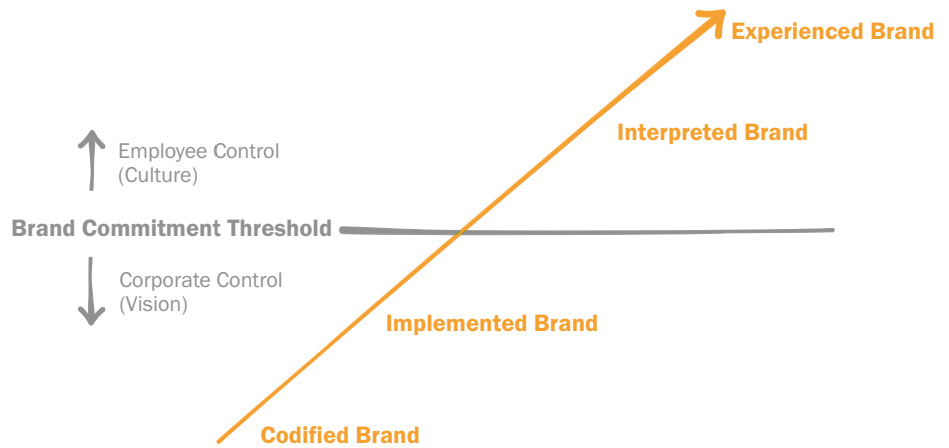 Experienced Brand
Interpreted Brand
Employee Control
(Culture)
Brand Commitment Threshold
Corporate Control
(Vision)
Implemented Brand
Codified Brand